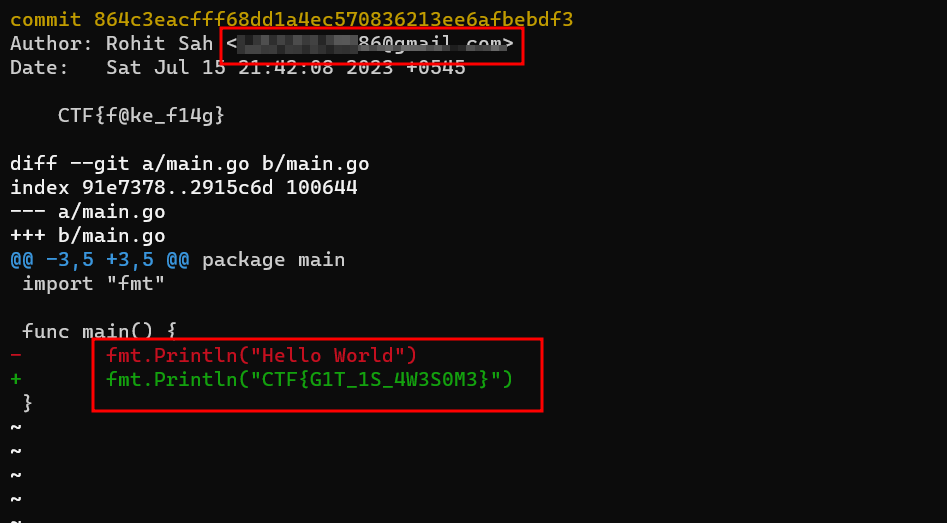 commit 864c3eacfff68dd1a4ec570836213ee6afbebdf3
Author: Rohit Sah < 86@gmail.com>
Date:   Sat Jul 15 21:42:08 2023 +0545
    CTF{f@ke_f14g}
diff --git a/main.go b/main.go
index 91e7378..2915c6d 100644
--- a/main.go
+++ b/main.go
@@ -3,5 +3,5 @@ package main
 import "fmt"
 func main() {
-       fmt.Println("Hello World")
+       fmt.Println("CTF{G1T_1S_4W3S0M3}")
 }
~
~
~
~
~